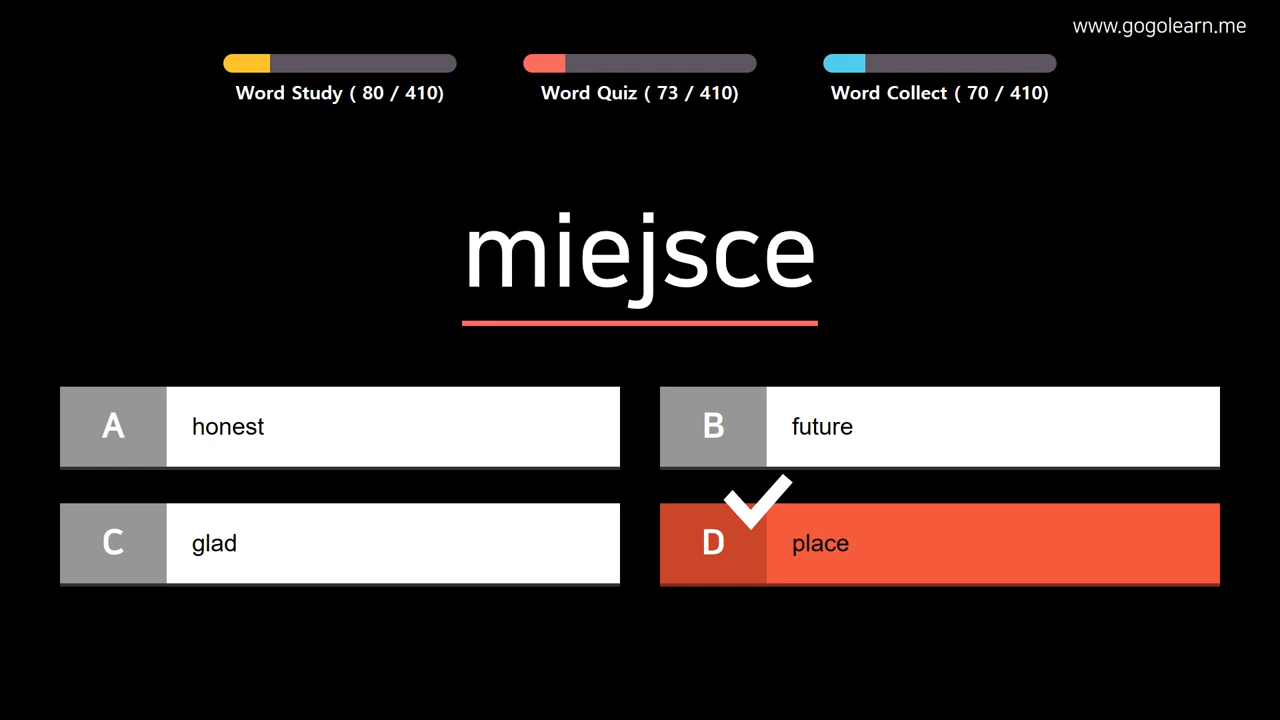 www.gogolearn.me
Word Study ( 80 / 410)
Word Quiz ( 73 / 410)
Word Collect ( 70 / 410)
miejsce
A honest
B future
C glad
D place